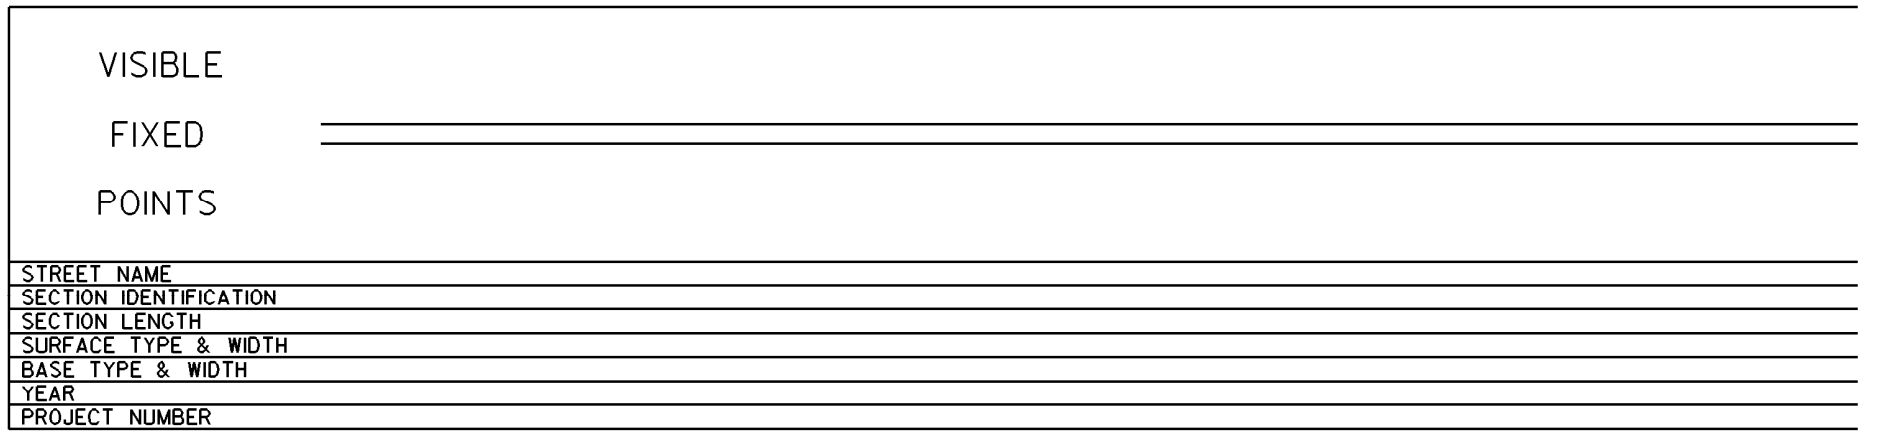 VISIBLE
FIXED
POINTS
STREET NAME
SECTION IDENTIFICATION
SECTION LENGTH
SURFACE TYPE & WIDTH
BASE TYPE & WIDTH
YEAR
PROJECT NUMBER